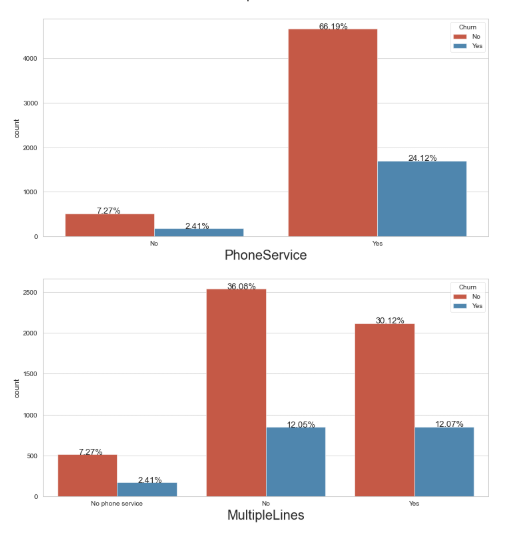 66.19%
Churn
No
Yes
4000
3000
2000
1000
0
count
24.12%
7.27%
2.41%
No
Yes
PhoneService
36.08%
Churn
No
Yes
2500
2000
1500
1000
500
0
count
30.12%
12.05%
12.07%
7.27%
2.41%
No phone service
No
Yes
MultipleLines